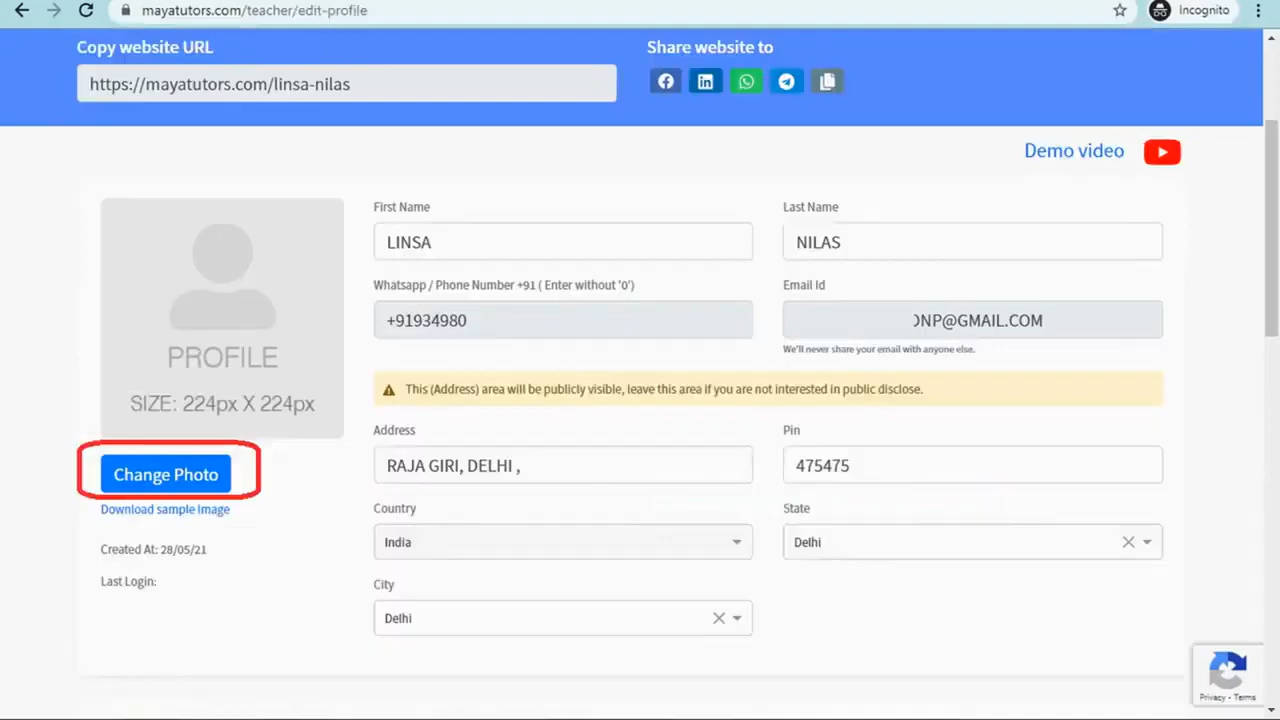 mayatutors.com/teacher/edit-profile
Incognito
Copy website URL
Share website to
https://mayatutors.com/linsa-nilas
Demo video
PROFILE
SIZE: 224px X 224px
Change Photo
Download sample Image
Created At: 28/05/21
Last Login:
First Name
Last Name
LINSA
NILAS
Whatsapp / Phone Number +91 ( Enter without '0')
Email Id
+91934980
NP@GMAIL.COM
We'll never share your email with anyone else.
This (Address) area will be publicly visible, leave this area if you are not interested in public disclose.
Address
Pin
RAJA GIRI, DELHI ,
475475
Country
State
India
Delhi
City
Delhi
Privacy - Terms